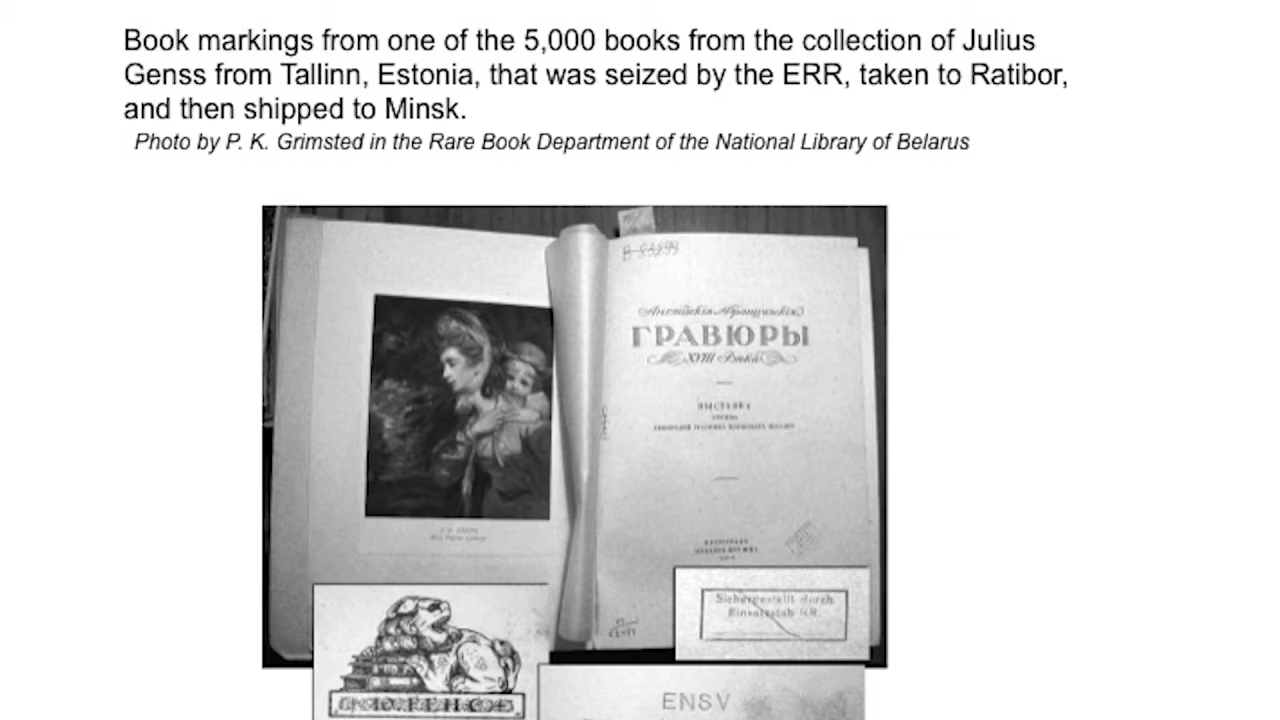 Book markings from one of the 5,000 books from the collection of Julius
Genss from Tallinn, Estonia, that was seized by the ERR, taken to Ratibor,
and then shipped to Minsk.
Photo by P. K. Grimsted in the Rare Book Department of the National Library of Belarus
ГРАВЮРЫ
XVIII
ВЫСТАВКА
Sichergestellt durch
Einsatzstab RR.
Ю. ГЕНС
ENSV